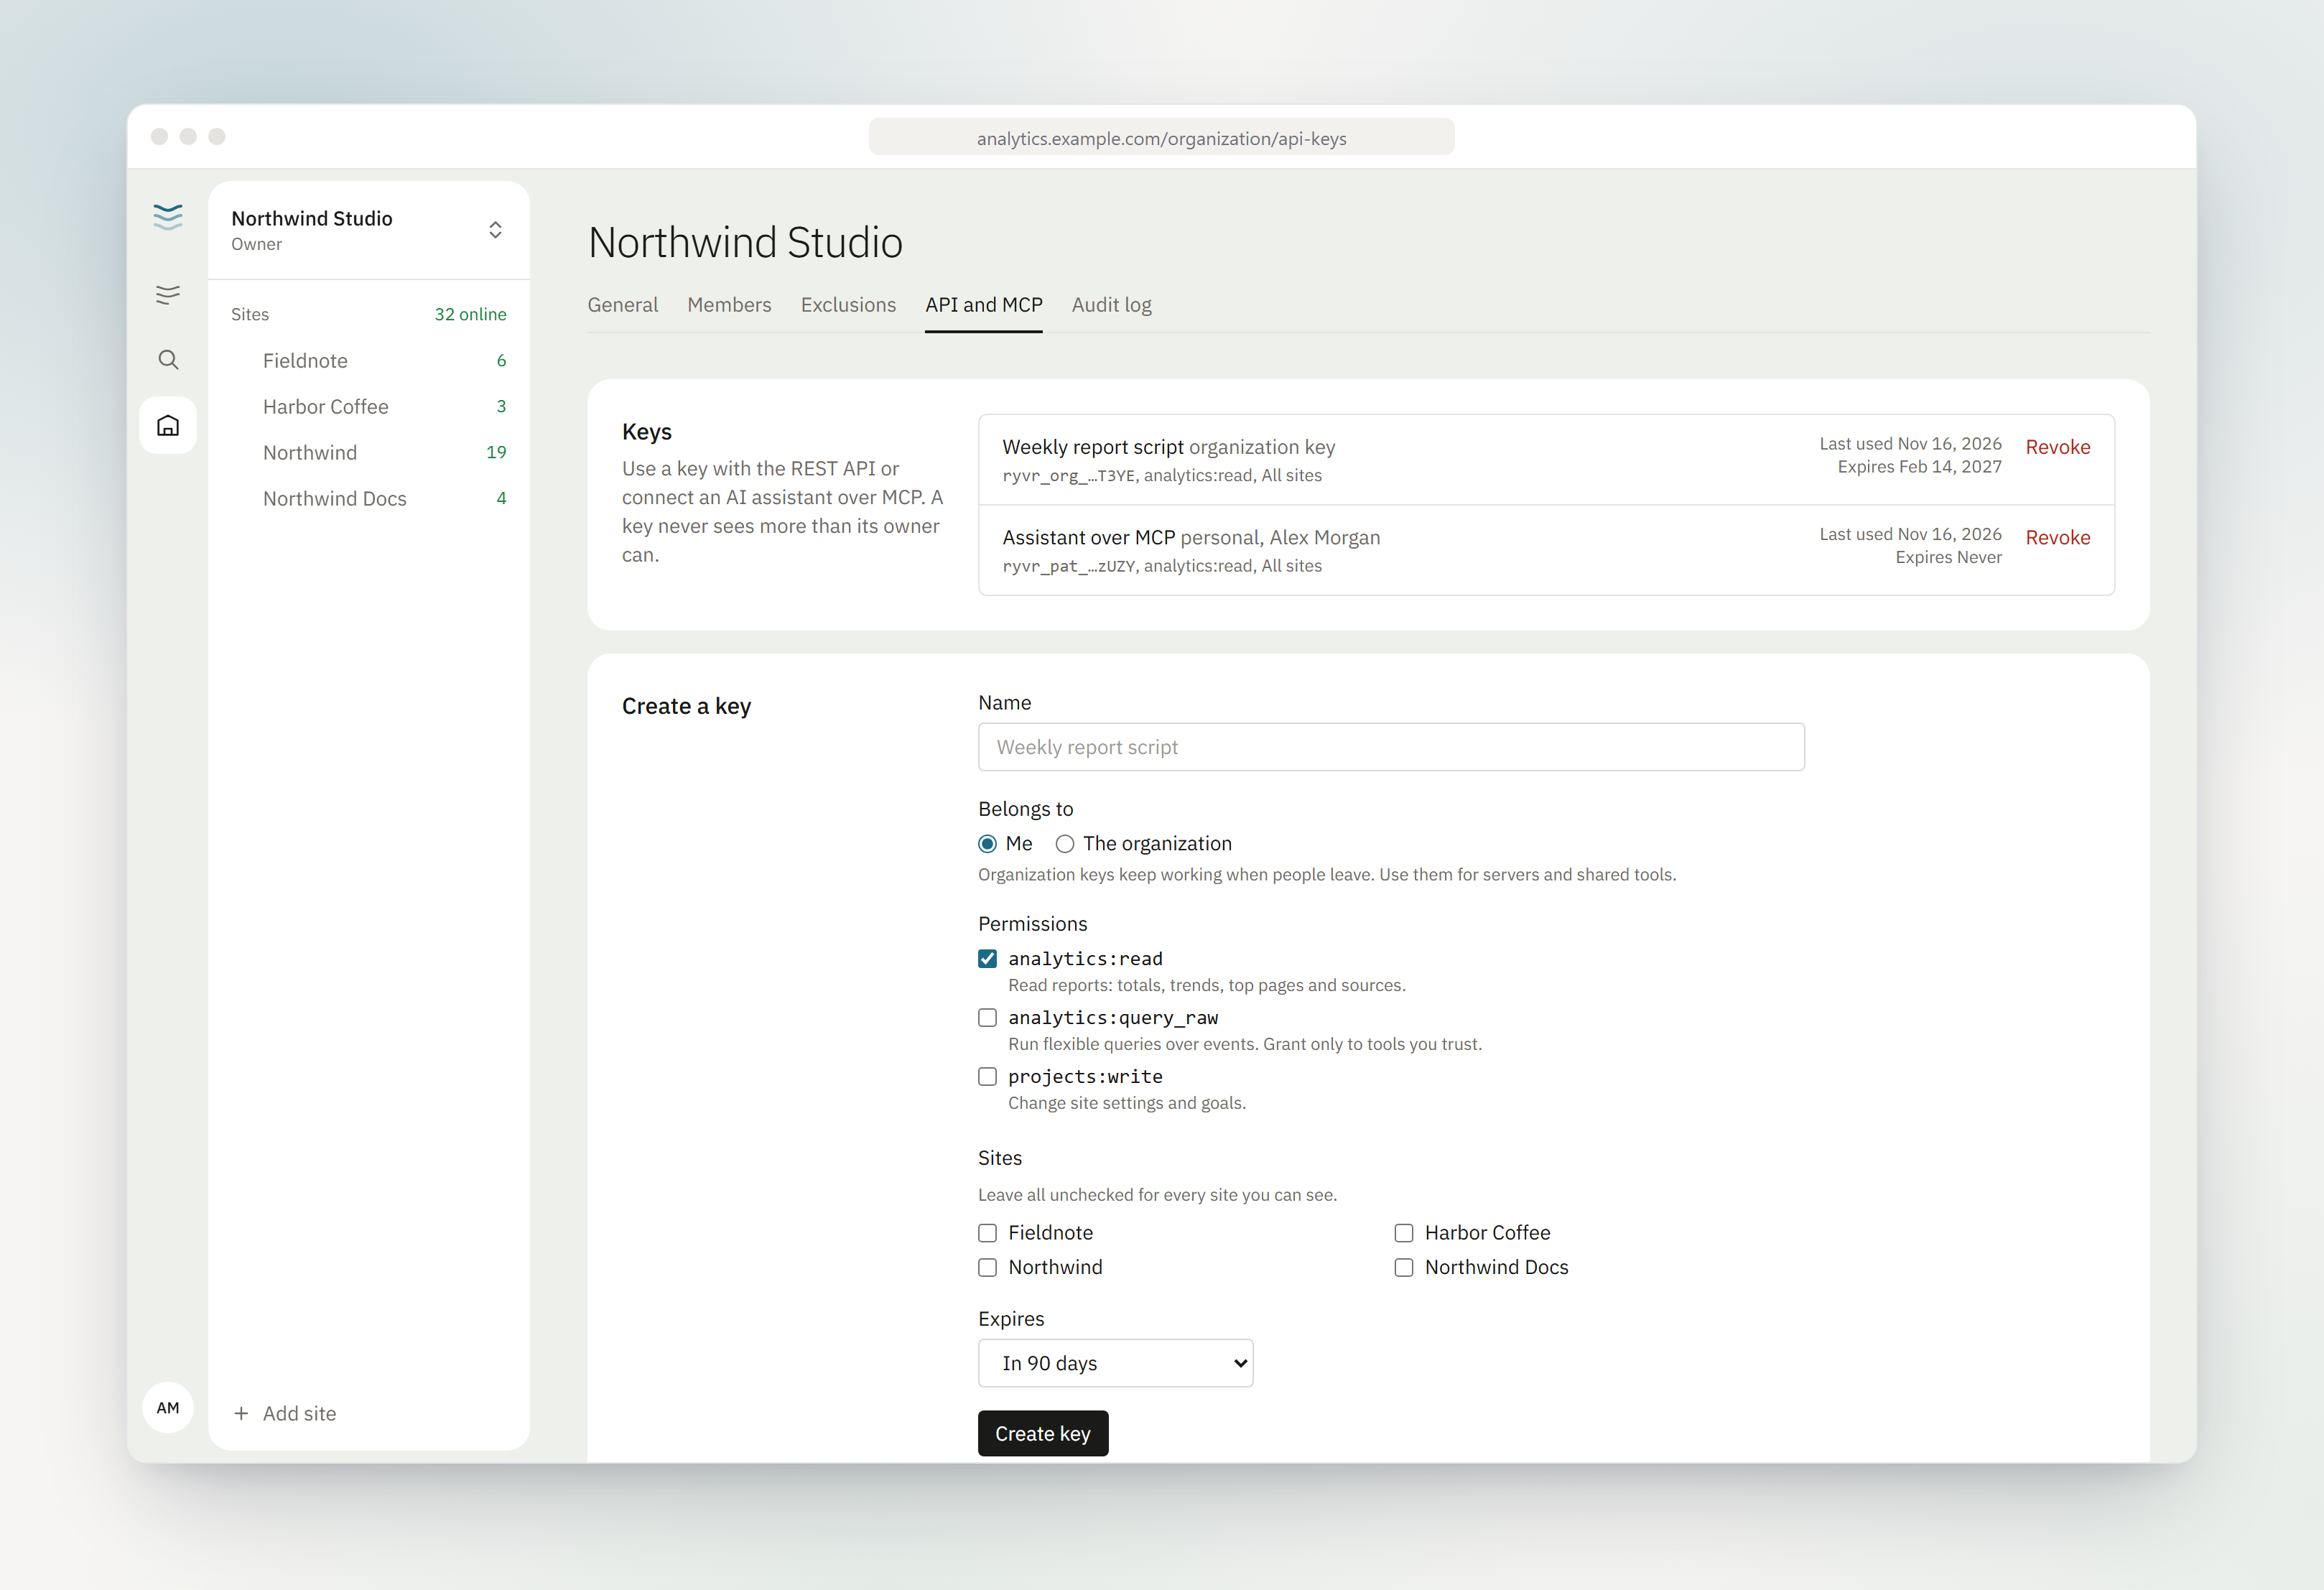 analytics.example.com/organization/api-keys
Northwind Studio
Owner
Sites 32 online
Fieldnote 6
Harbor Coffee 3
Northwind 19
Northwind Docs 4
AM
+ Add site
Northwind Studio
General Members Exclusions API and MCP Audit log
Keys
Use a key with the REST API or
connect an AI assistant over MCP. A
key never sees more than its owner
can.
Weekly report script organization key
ryvr_org_…T3YE, analytics:read, All sites
Last used Nov 16, 2026
Expires Feb 14, 2027
Revoke
Assistant over MCP personal, Alex Morgan
ryvr_pat_…zUZY, analytics:read, All sites
Last used Nov 16, 2026
Expires Never
Revoke
Create a key
Name
Weekly report script
Belongs to
Me The organization
Organization keys keep working when people leave. Use them for servers and shared tools.
Permissions
analytics:read
Read reports: totals, trends, top pages and sources.
analytics:query_raw
Run flexible queries over events. Grant only to tools you trust.
projects:write
Change site settings and goals.
Sites
Leave all unchecked for every site you can see.
Fieldnote Harbor Coffee
Northwind Northwind Docs
Expires
In 90 days
Create key